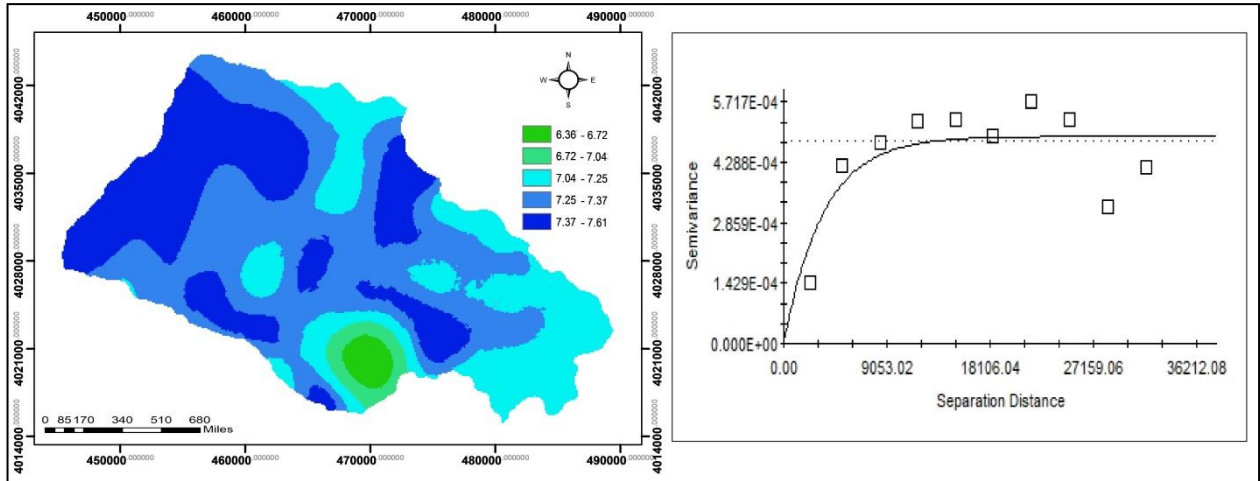 450000.000000 460000.000000 470000.000000 480000.000000 490000.000000
4042000.000000
4035000.000000
4028000.000000
4021000.000000
4014000.000000
N
W E
S
6.36 - 6.72
6.72 - 7.04
7.04 - 7.25
7.25 - 7.37
7.37 - 7.61
0 85 170 340 510 680
Miles
4042000.000000
4035000.000000
4028000.000000
4021000.000000
4014000.000000
450000.000000 460000.000000 470000.000000 480000.000000 490000.000000
Semivariance
5.717E-04
4.288E-04
2.859E-04
1.429E-04
0.000E+00
0.00 9053.02 18106.04 27159.06 36212.08
Separation Distance